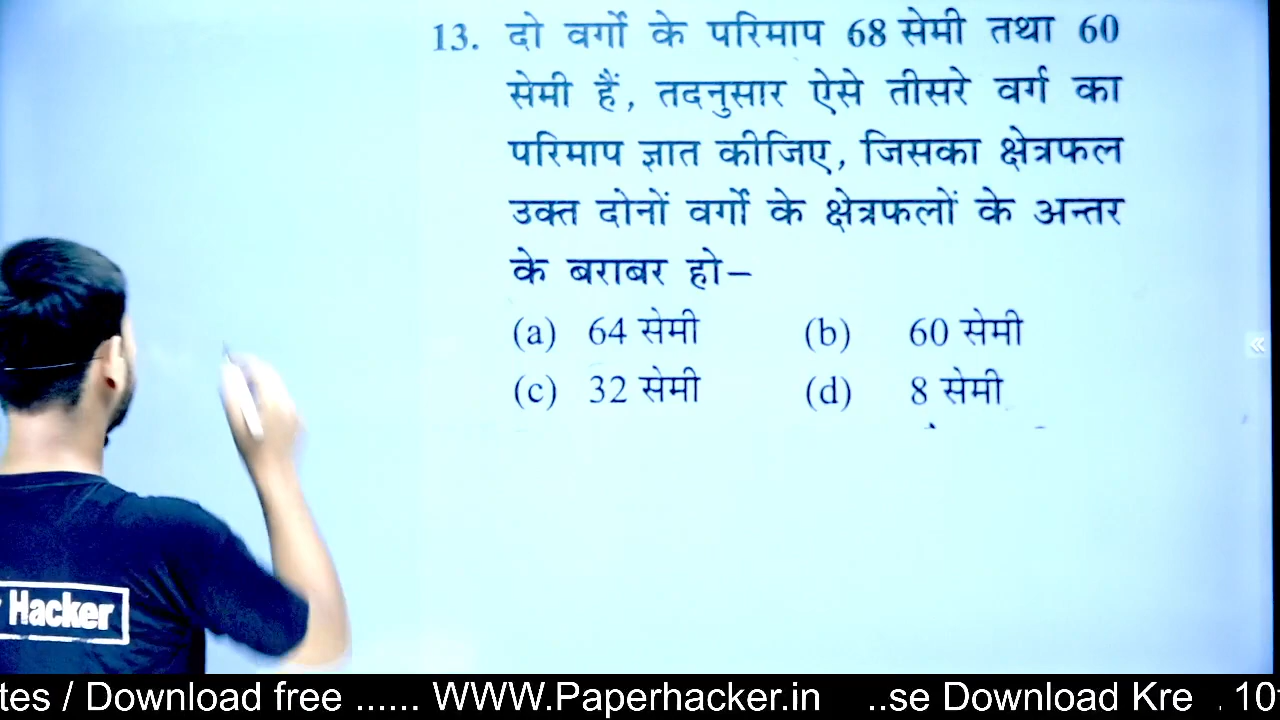 13. दो वर्गों के परिमाप 68 सेमी तथा 60
सेमी हैं, तदनुसार ऐसे तीसरे वर्ग का
परिमाप ज्ञात कीजिए, जिसका क्षेत्रफल
उक्त दोनों वर्गों के क्षेत्रफलों के अन्तर
के बराबर हो–
(a) 64 सेमी (b) 60 सेमी
(c) 32 सेमी (d) 8 सेमी
«
Hacker
tes / Download free ...... WWW.Paperhacker.in ..se Download Kre . 10